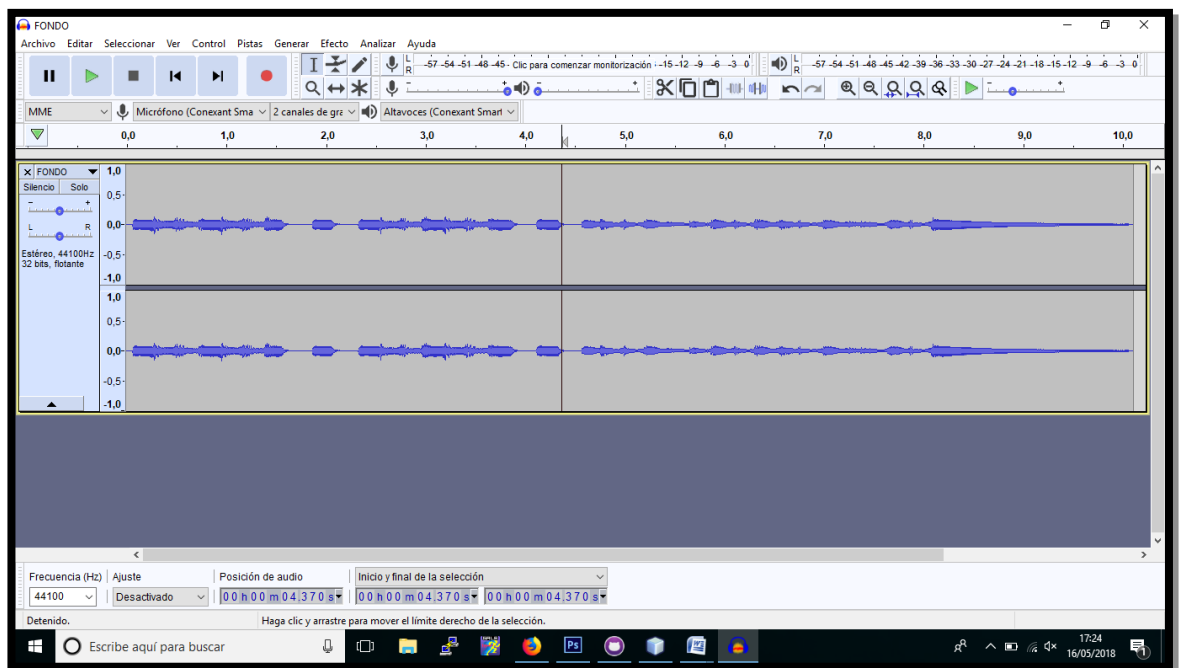 FONDO
Archivo Editar Seleccionar Ver Control Pistas Generar Efecto Analizar Ayuda
L -57 -54 -51 -48 -45 - Clic para comenzar monitorización -15 -12 -9 -6 -3 0 L -57 -54 -51 -48 -45 -42 -39 -36 -33 -30 -27 -24 -21 -18 -15 -12 -9 -6 -3 0
R R
MME Micrófono (Conexant Sma 2 canales de gra Altavoces (Conexant Smart
0,0 1,0 2,0 3,0 4,0 5,0 6,0 7,0 8,0 9,0 10,0
X FONDO 1,0
Silencio Solo
0,5
- +
L R 0,0
Estéreo, 44100Hz -0,5
32 bits, flotante
-1,0
1,0
0,5
0,0
-0,5
-1,0
Frecuencia (Hz) Ajuste Posición de audio Inicio y final de la selección
44100 Desactivado 00 h 00 m 04.370 s 00 h 00 m 04.370 s 00 h 00 m 04.370 s
Detenido. Haga clic y arrastre para mover el límite derecho de la selección.
Escribe aquí para buscar Ps 17:24
16/05/2018